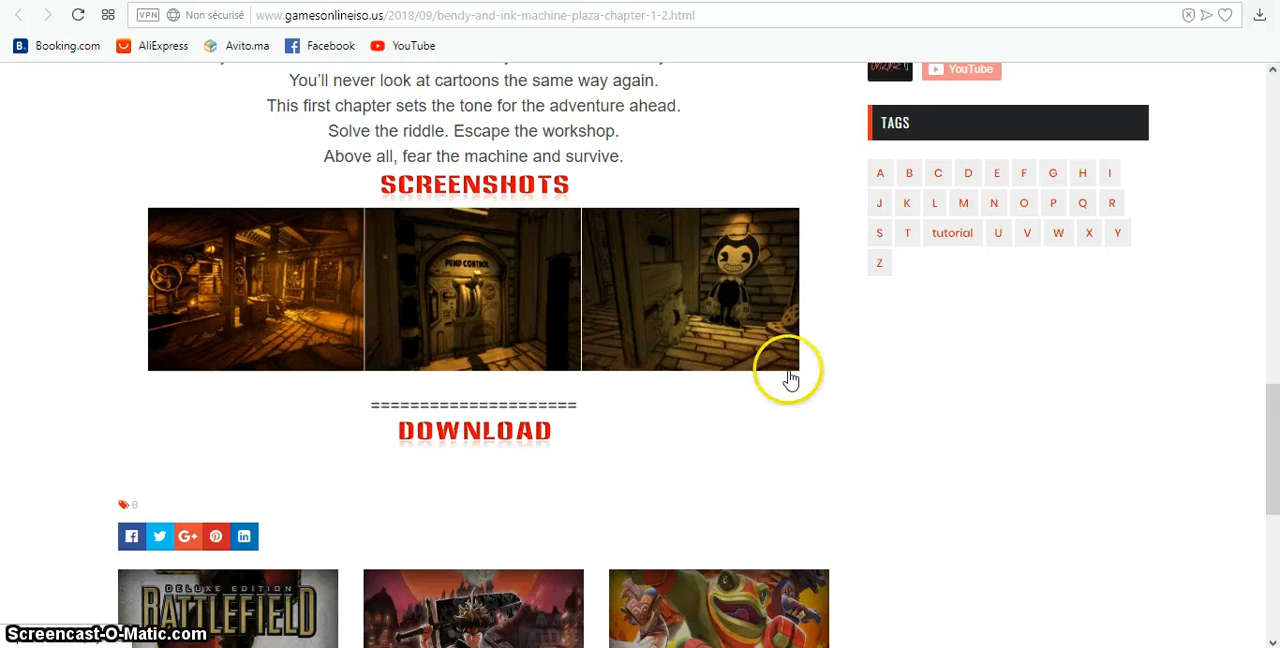 VPN
Non sécurisé
www.gamesonlineiso.us/2018/09/bendy-and-ink-machine-plaza-chapter-1-2.html
B. Booking.com
AliExpress
Avito.ma
Facebook
YouTube
You'll never look at cartoons the same way again.
This first chapter sets the tone for the adventure ahead.
Solve the riddle. Escape the workshop.
Above all, fear the machine and survive.
SCREENSHOTS
PUMP CONTROL
=====================
DOWNLOAD
B
YouTube
TAGS
A B C D E F G H I
J K L M N O P Q R
S T tutorial U V W X Y
Z
DELUXE EDITION
BATTLEFIELD
Screencast-O-Matic.com